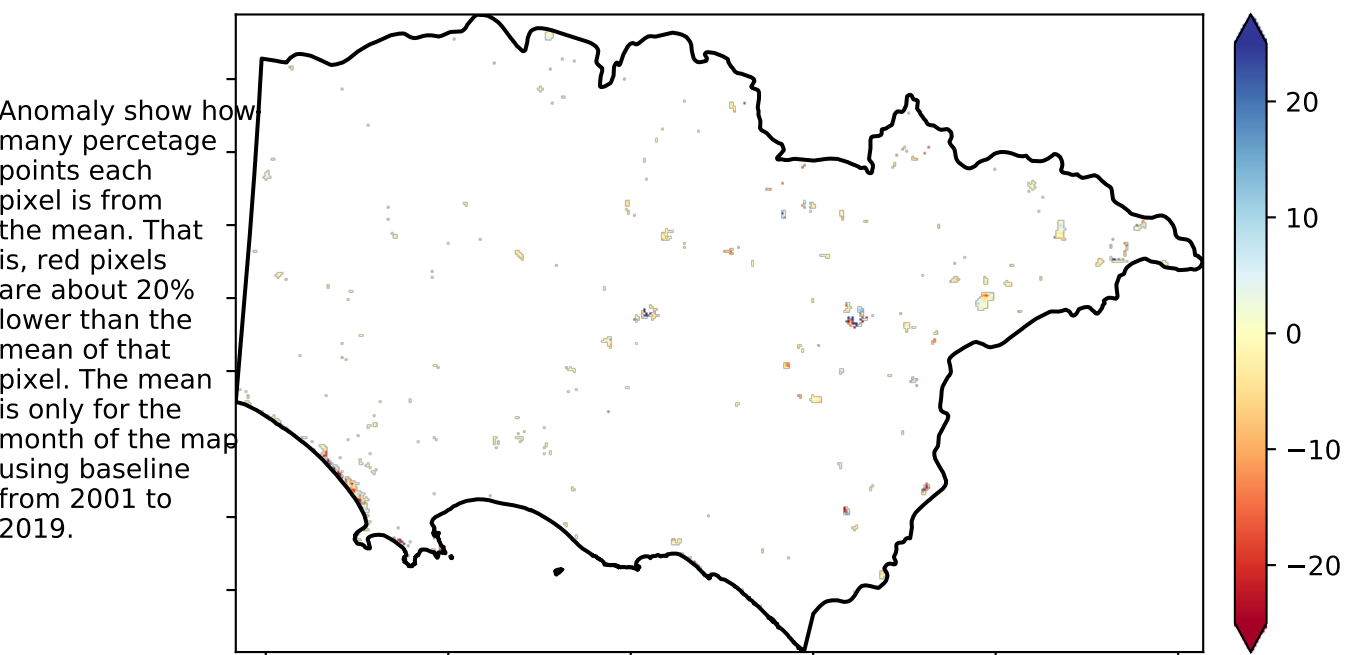 Anomaly show how
many percetage
points each
pixel is from
the mean. That
is, red pixels
are about 20%
lower than the
mean of that
pixel. The mean
is only for the
month of the map
using baseline
from 2001 to
2019.
20
10
0
−10
−20